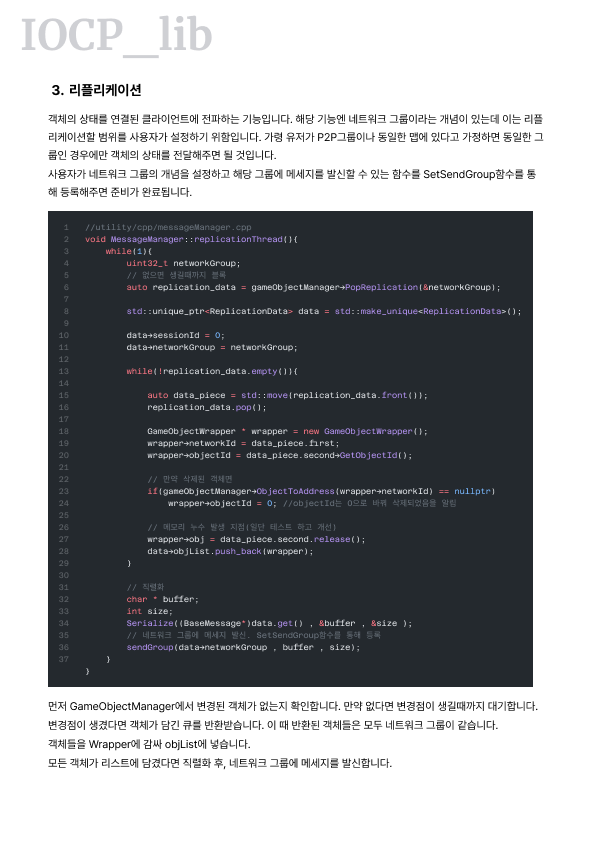 IOCP_lib
3. 리플리케이션
객체의 상태를 연결된 클라이언트에 전파하는 기능입니다. 해당 기능엔 네트워크 그룹이라는 개념이 있는데 이는 리플
리케이션할 범위를 사용자가 설정하기 위함입니다. 가령 유저가 P2P그룹이나 동일한 맵에 있다고 가정하면 동일한 그
룹인 경우에만 객체의 상태를 전달해주면 될 것입니다.
사용자가 네트워크 그룹의 개념을 설정하고 해당 그룹에 메세지를 발신할 수 있는 함수를 SetSendGroup함수를 통
해 등록해주면 준비가 완료됩니다.
1 //utility/cpp/messageManager.cpp
2 void MessageManager::replicationThread(){
3 while(1){
4 uint32_t networkGroup;
5 // 없으면 생길때까지 블록
6 auto replication_data = gameObjectManager→PopReplication(&networkGroup);
7
8 std::unique_ptr<ReplicationData> data = std::make_unique<ReplicationData>();
9
10 data→sessionId = 0;
11 data→networkGroup = networkGroup;
12
13 while(!replication_data.empty()){
14
15 auto data_piece = std::move(replication_data.front());
16 replication_data.pop();
17
18 GameObjectWrapper * wrapper = new GameObjectWrapper();
19 wrapper→networkId = data_piece.first;
20 wrapper→objectId = data_piece.second→GetObjectId();
21
22 // 만약 삭제된 객체면
23 if(gameObjectManager→ObjectToAddress(wrapper→networkId) == nullptr)
24 wrapper→objectId = 0; //objectId는 0으로 바꿔 삭제되었음을 알림
25
26 // 메모리 누수 발생 지점(일단 테스트 하고 개선)
27 wrapper→obj = data_piece.second.release();
28 data→objList.push_back(wrapper);
29 }
30
31 // 직렬화
32 char * buffer;
33 int size;
34 Serialize((BaseMessage*)data.get() , &buffer , &size );
35 // 네트워크 그룹에 메세지 발신. SetSendGroup함수를 통해 등록
36 sendGroup(data→networkGroup , buffer , size);
37 }
}
먼저 GameObjectManager에서 변경된 객체가 없는지 확인합니다. 만약 없다면 변경점이 생길때까지 대기합니다.
변경점이 생겼다면 객체가 담긴 큐를 반환받습니다. 이 때 반환된 객체들은 모두 네트워크 그룹이 같습니다.
객체들을 Wrapper에 감싸 objList에 넣습니다.
모든 객체가 리스트에 담겼다면 직렬화 후, 네트워크 그룹에 메세지를 발신합니다.